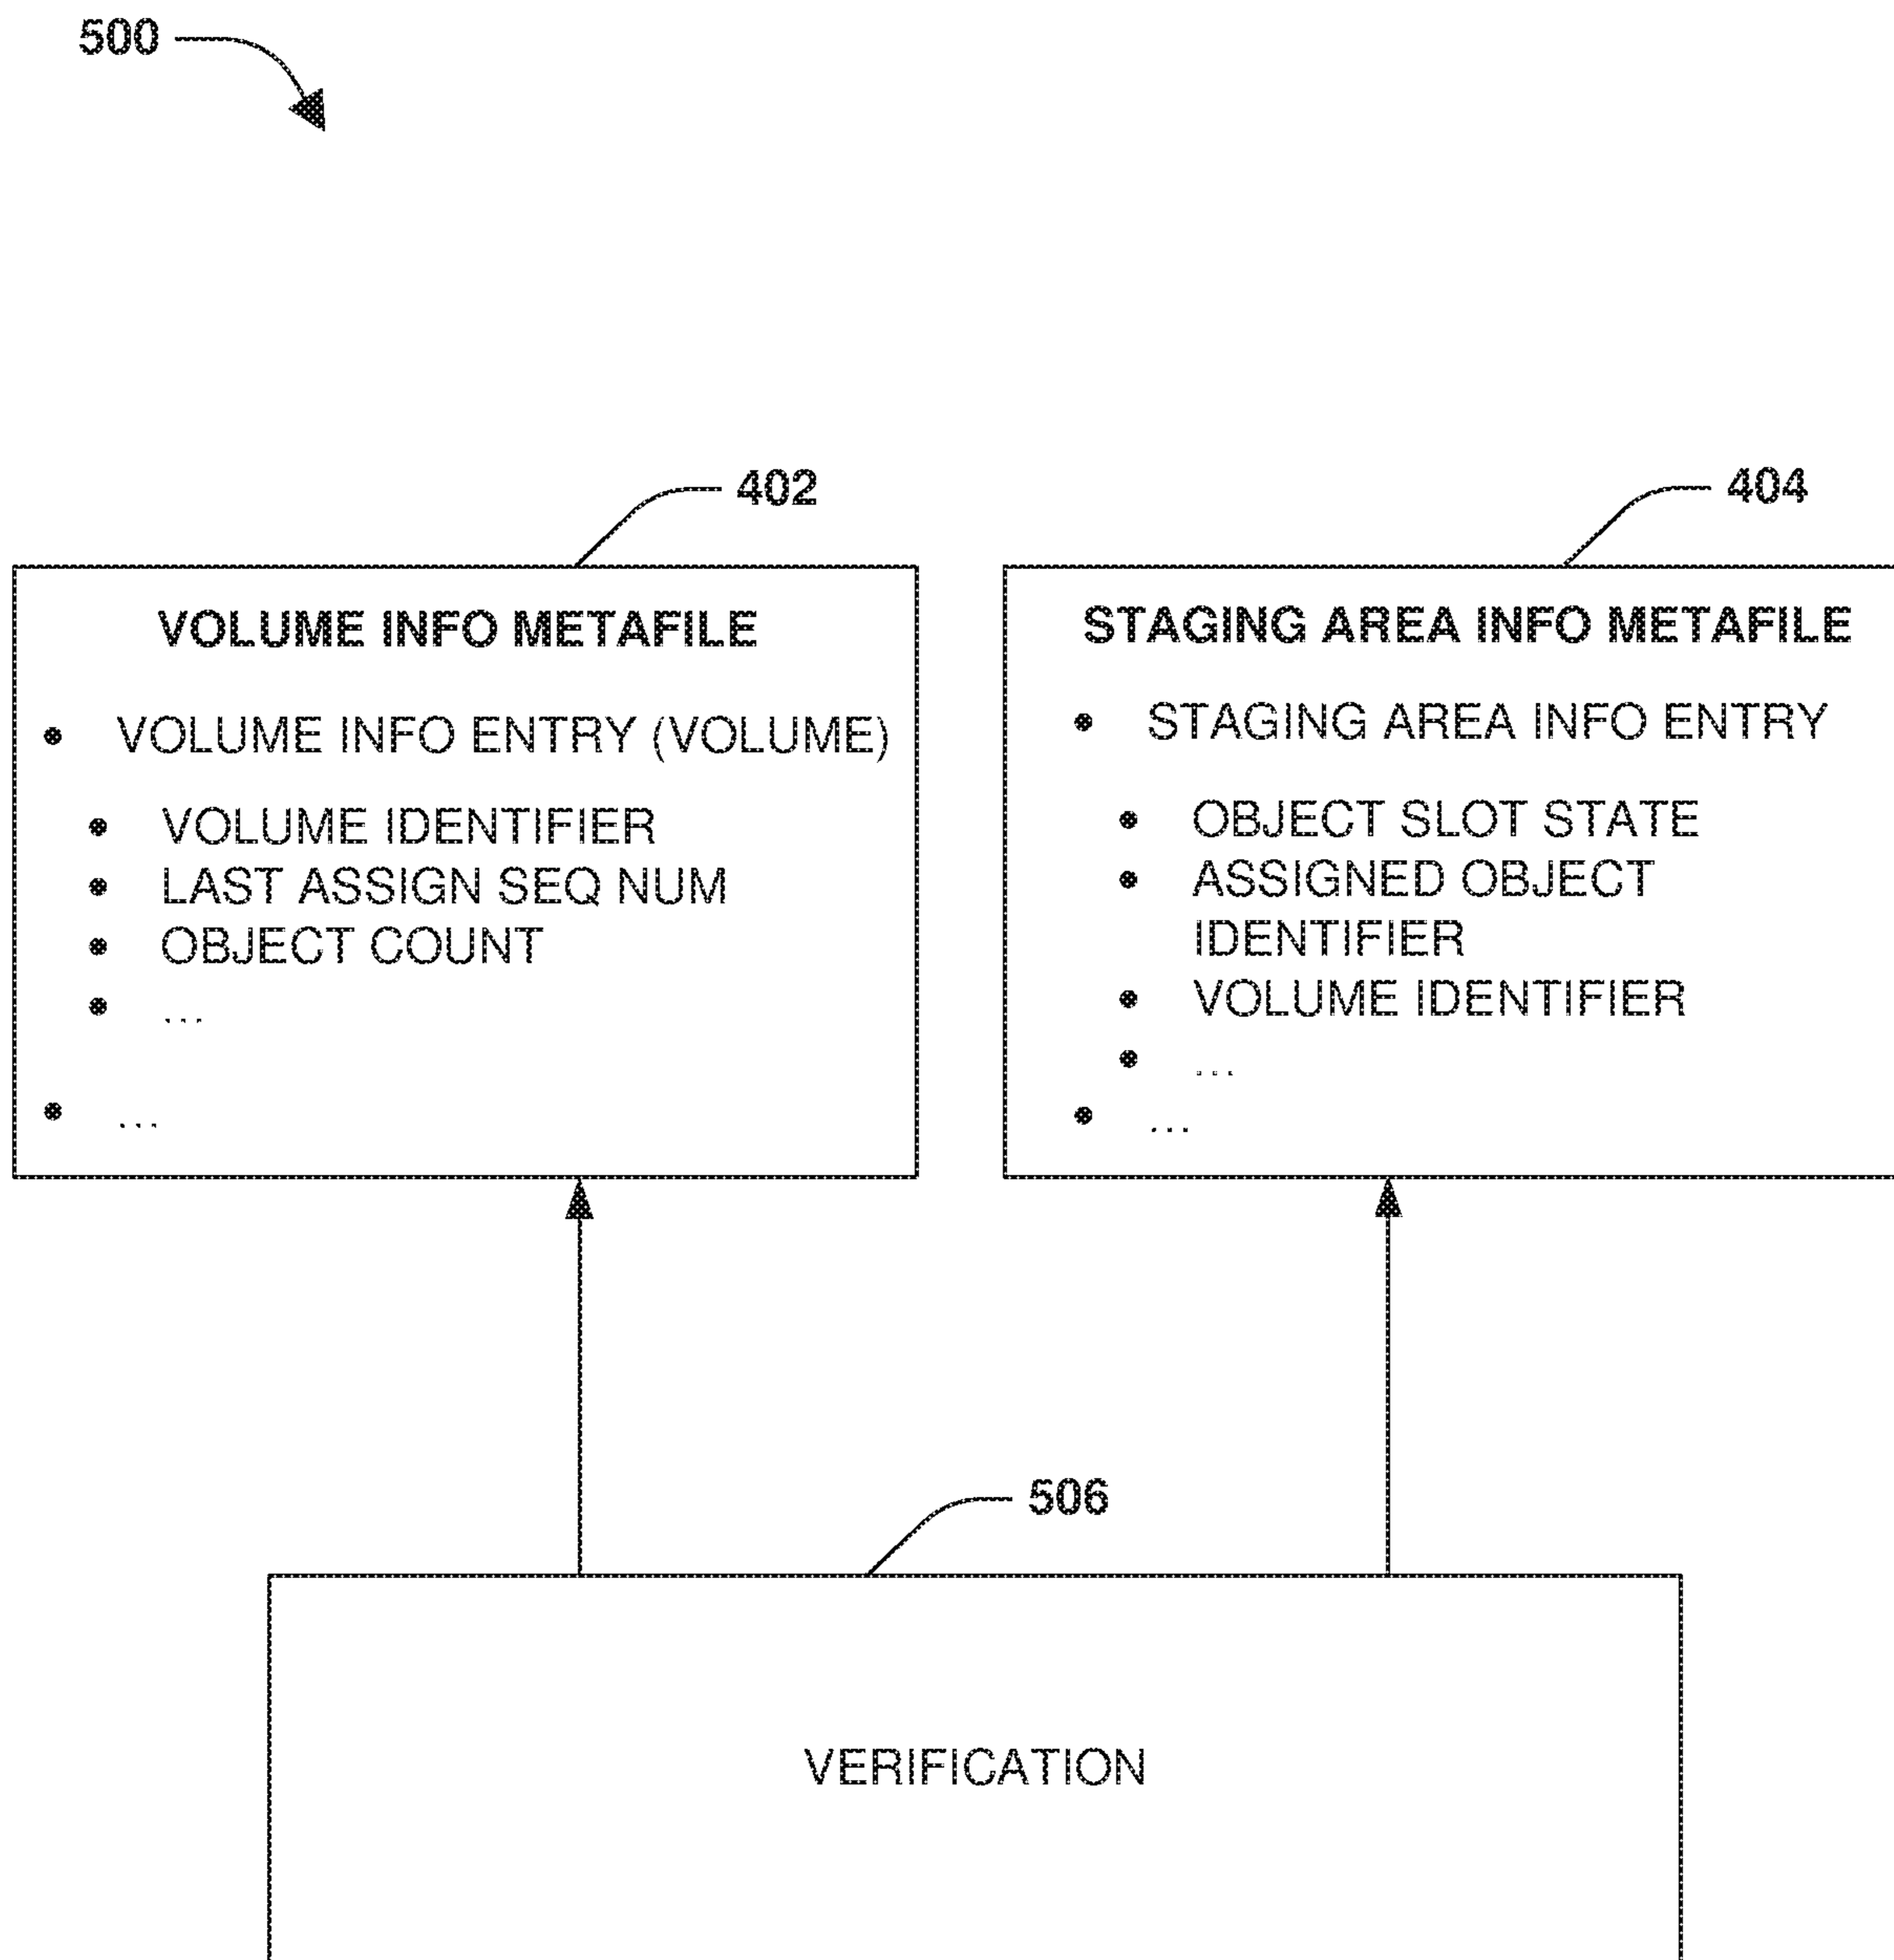 500
402
404
VOLUME INFO METAFILE
• VOLUME INFO ENTRY (VOLUME)
• VOLUME IDENTIFIER
• LAST ASSIGN SEQ NUM
• OBJECT COUNT
• ...
• ...
STAGING AREA INFO METAFILE
• STAGING AREA INFO ENTRY
• OBJECT SLOT STATE
• ASSIGNED OBJECT
IDENTIFIER
• VOLUME IDENTIFIER
• ...
• ...
506
VERIFICATION